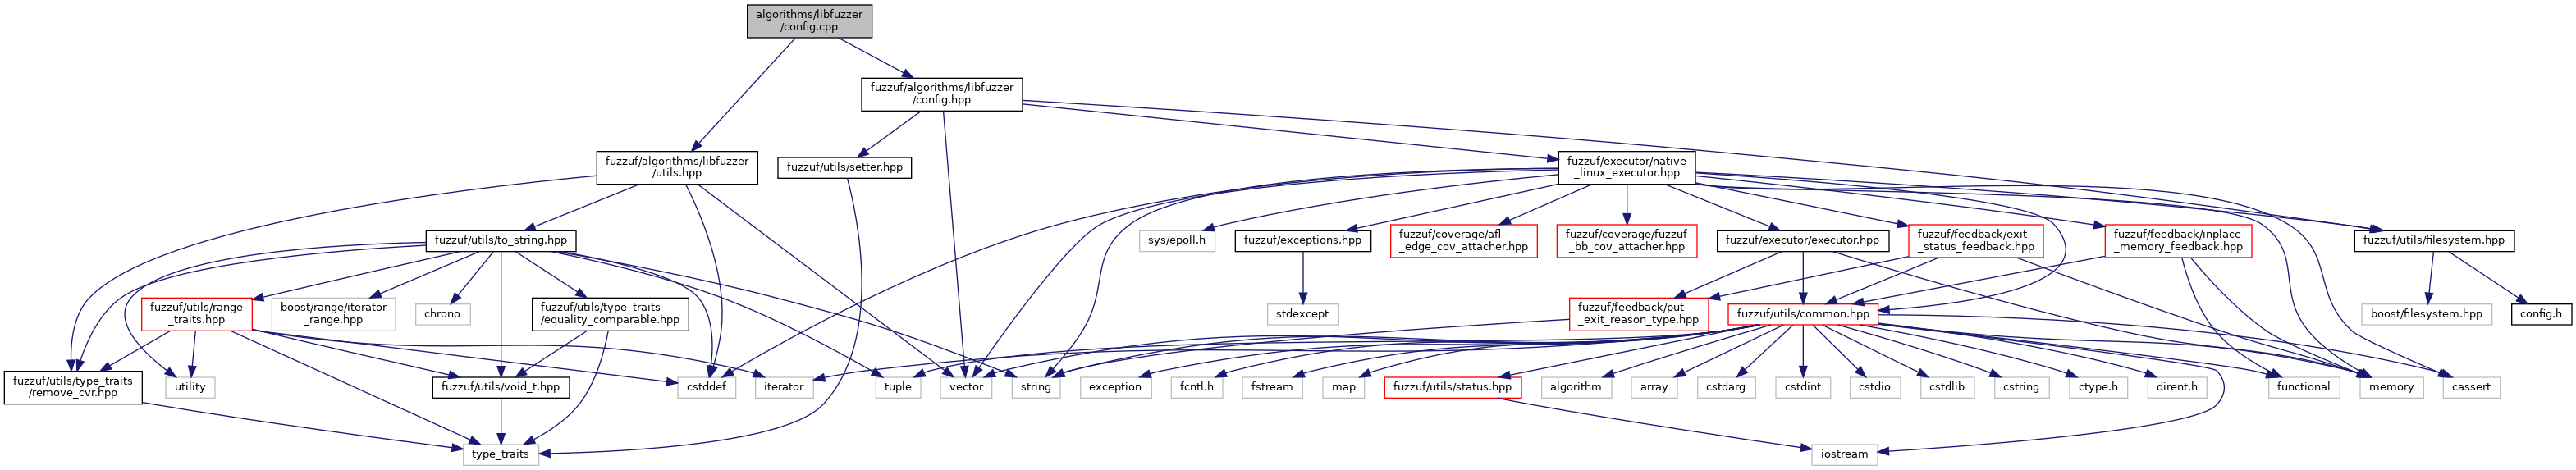 algorithms/libfuzzer
/config.cpp
fuzzuf/algorithms/libfuzzer
/config.hpp
fuzzuf/algorithms/libfuzzer
/utils.hpp
fuzzuf/utils/setter.hpp
fuzzuf/executor/native
_linux_executor.hpp
fuzzuf/utils/to_string.hpp
sys/epoll.h
fuzzuf/exceptions.hpp
fuzzuf/coverage/afl
_edge_cov_attacher.hpp
fuzzuf/coverage/fuzzuf
_bb_cov_attacher.hpp
fuzzuf/executor/executor.hpp
fuzzuf/feedback/exit
_status_feedback.hpp
fuzzuf/feedback/inplace
_memory_feedback.hpp
fuzzuf/utils/filesystem.hpp
fuzzuf/utils/range
_traits.hpp
boost/range/iterator
_range.hpp
chrono
fuzzuf/utils/type_traits
/equality_comparable.hpp
stdexcept
fuzzuf/feedback/put
_exit_reason_type.hpp
fuzzuf/utils/common.hpp
boost/filesystem.hpp
config.h
fuzzuf/utils/type_traits
/remove_cvr.hpp
utility
fuzzuf/utils/void_t.hpp
cstddef
iterator
tuple
vector
string
exception
fcntl.h
fstream
map
fuzzuf/utils/status.hpp
algorithm
array
cstdarg
cstdint
cstdio
cstdlib
cstring
ctype.h
dirent.h
functional
memory
cassert
type_traits
iostream